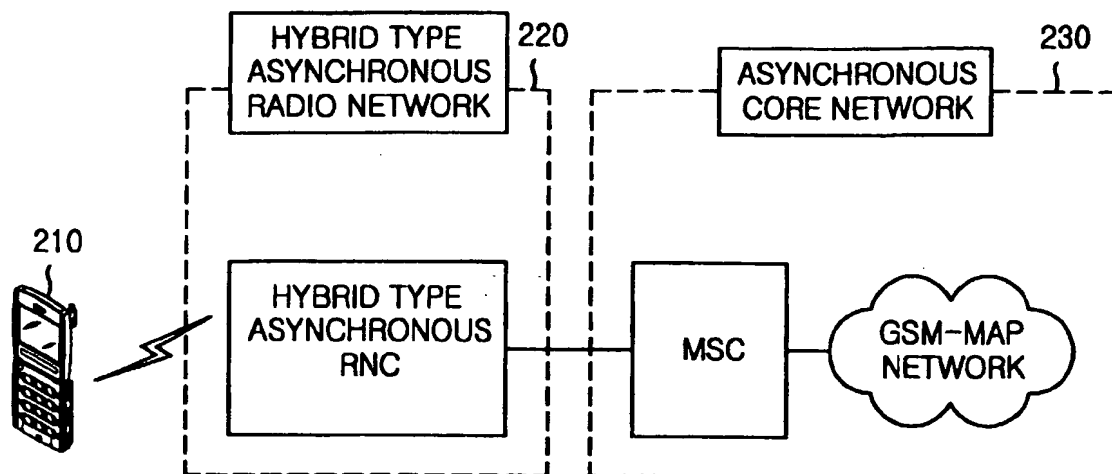 HYBRID TYPE
ASYNCHRONOUS
RADIO NETWORK
220
ASYNCHRONOUS
CORE NETWORK
230
210
HYBRID TYPE
ASYNCHRONOUS
RNC
MSC
GSM-MAP
NETWORK